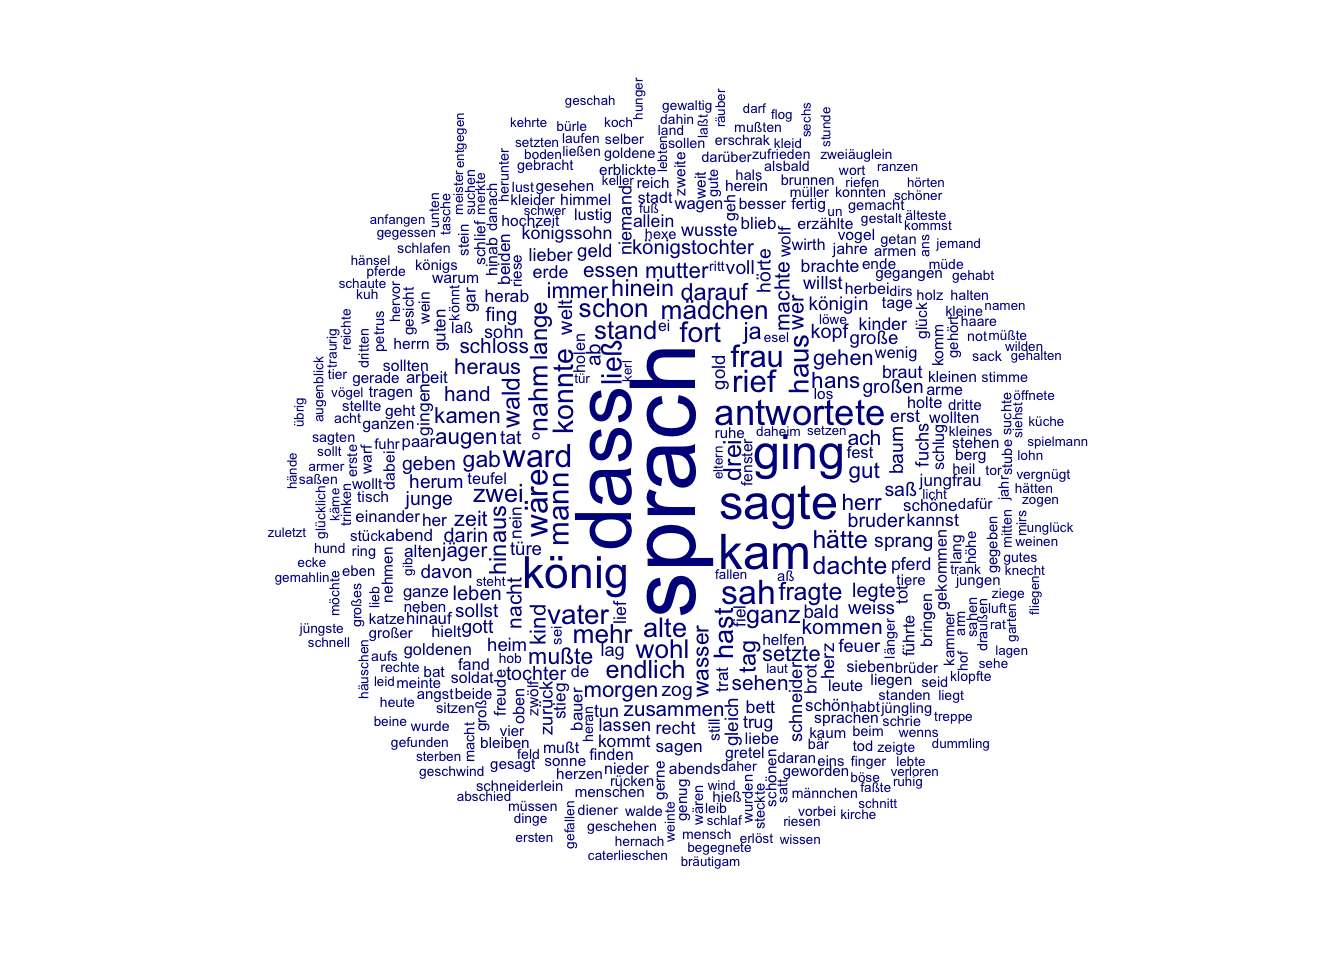 geschah
hunger
gewaltig
dahin
räuber
darf
flog
sechs
stunde
kehrte
bürle
koch
land
laßt
mußten
entgegen
setzten
laufen
selber
lebten
sollen
erschrak
kleid
boden
ließen
goldene
zweite
weit
gute
darüber
zufrieden
zweiäuglein
gebracht
erblickte
hals
alsbald
wort
ranzen
meister
suchen
merkte
herunter
keller
reich
herein
brunnen
riefen
hörten
lust
gesehen
niemand
stadt
wagen
geh
müller
konnten
schöner
unten
tasche
danach
kleider
himmel
fuß
besser
fertig
un
gemacht
gestalt
älteste
anfangen
schwer
lustig
allein
blieb
erzählte
kommst
gegessen
stein
schlief
hinab
beiden
hochzeit
hexe
wusste
wolf
vogel
getan
ans
jemand
schlafen
riese
königssohn
königstochter
wirth
jahre
armen
hänsel
königs
lieber
geld
hörte
machte
brachte
ende
gegangen
müde
pferde
warum
erde
essen
mutter
ritt
voll
willst
herbei
dirs
holz
gehabt
schaute
hervor
gesicht
wein
könnt
gar
herab
immer
hinein
darauf
wer
königin
tage
glück
halten
kuh
guten
laß
fing
welt
schon
mädchen
löwe
kleine
namen
petrus
herrn
sohn
lange
stand
ei
fort
ja
esel
kopf
kinder
komm
gehört
haare
reichte
dritten
schloss
ab
haus
große
not
müßte
traurig
sollten
heraus
nahm
konnte
holen
ließ
kerl
gold
frau
gehen
wenig
sack
wilden
tier
gerade
arbeit
hand
wald
tür
rief
hans
braut
gehalten
augenblick
vögel
tragen
los
großen
kleinen
stimme
acht
stellte
geht
gingen
kamen
antwortete
erst
arme
öffnete
übrig
ganzen
holte
dritte
suchte
siehst
sagten
erste
warf
dabei
fuhr
paar
augen
tat
o
ruhe
daheim
setzen
baum
fuchs
schlug
wollten
küche
sollt
geben
gab
ward
dass
sprach
eltern
drei
fenster
ging
ach
kleines
stehen
stube
spielmann
armer
fest
berg
lohn
hände
saßen
wollt
herum
teufel
gut
heil
tor
jahr
vergnügt
glücklich
käme
trinken
tisch
junge
zwei
wäre
mann
sagte
herr
saß
jungfrau
licht
hätten
einander
her
zeit
schöne
dafür
mitten
mirs
zogen
zuletzt
stück
abend
darin
hinaus
nein
bruder
kannst
unglück
hund
ring
gib
alten
jäger
türe
kam
hätte
sprang
lang
höhe
gegeben
weinen
ecke
dachte
pferd
gekommen
trank
gutes
gemahlin
eben
nehmen
davon
steht
könig
fallen
aß
tiere
jungen
knecht
möchte
großes
lieb
ganze
leben
nacht
sah
fragte
legte
tot
ziege
fliegen
neben
vater
lief
fiel
ganz
bald
weiss
bringen
luft
garten
jüngste
katze
hinauf
sollst
kind
sei
mehr
alte
hast
kommen
länger
führte
kammer
arm
sahen
draußen
rat
schnell
großer
hielt
gott
helfen
feuer
hof
lagen
häuschen
aufs
goldenen
heim
mußte
lag
wohl
wasser
tag
setzte
herz
sehe
rechte
fand
hob
endlich
laut
sieben
brüder
klopfte
leid
meinte
bat
soldat
tochter
de
trat
sehen
schneider
brot
leute
liegen
seid
heute
angst
beide
freude
zwölf
stieg
morgen
zog
standen
liegt
sitzen
groß
oben
zurück
bauer
tun
zusammen
bett
schön
habt
jüngling
beine
wurde
vier
heran
lassen
recht
still
gleich
trug
sprachen
schrie
treppe
gefunden
macht
bleiben
feld
mußt
kommt
sagen
liebe
kaum
beim
wenns
sterben
gesagt
sonne
finden
gretel
bär
tod
zeigte
dummling
geschwind
herzen
nieder
gerne
abends
daher
schönen
daran
eins
finger
lebte
schneiderlein
rücken
genug
wind
satt
geworden
böse
verloren
abschied
menschen
wären
hieß
wurden
steckte
männchen
faßte
ruhig
müssen
diener
walde
weinte
leib
vorbei
schnitt
dinge
gefallen
geschehen
schlaf
riesen
kirche
ersten
hernach
mensch
erlöst
wissen
caterlieschen
begegnete
bräutigam